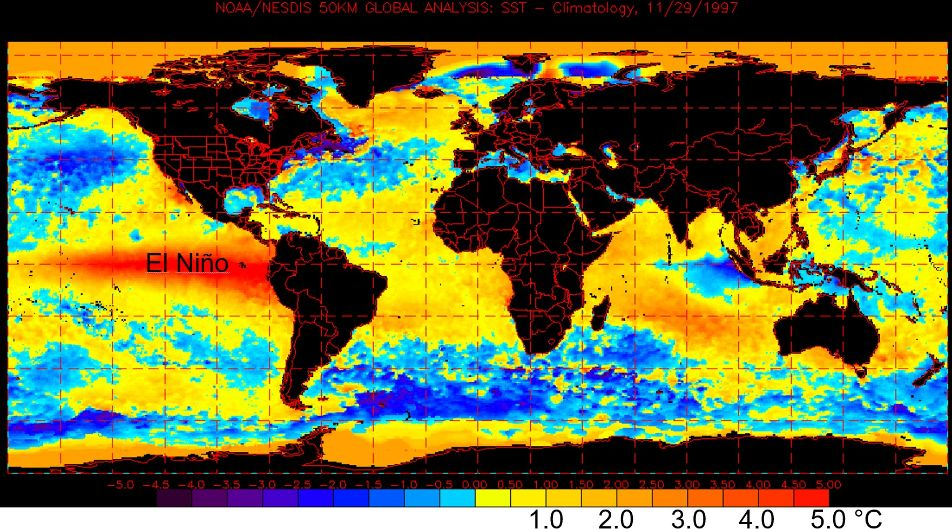 NOAA/NESDIS 50KM GLOBAL ANALYSIS: SST – Climatology, 11/29/1997
El Niño
-5.0 -4.5 -4.0 -3.5 -3.0 -2.5 -2.0 -1.5 -1.0 -0.5 0.00 0.50 1.00 1.50 2.00 2.50 3.00 3.50 4.00 4.50 5.00
1.0 2.0 3.0 4.0 5.0 °C